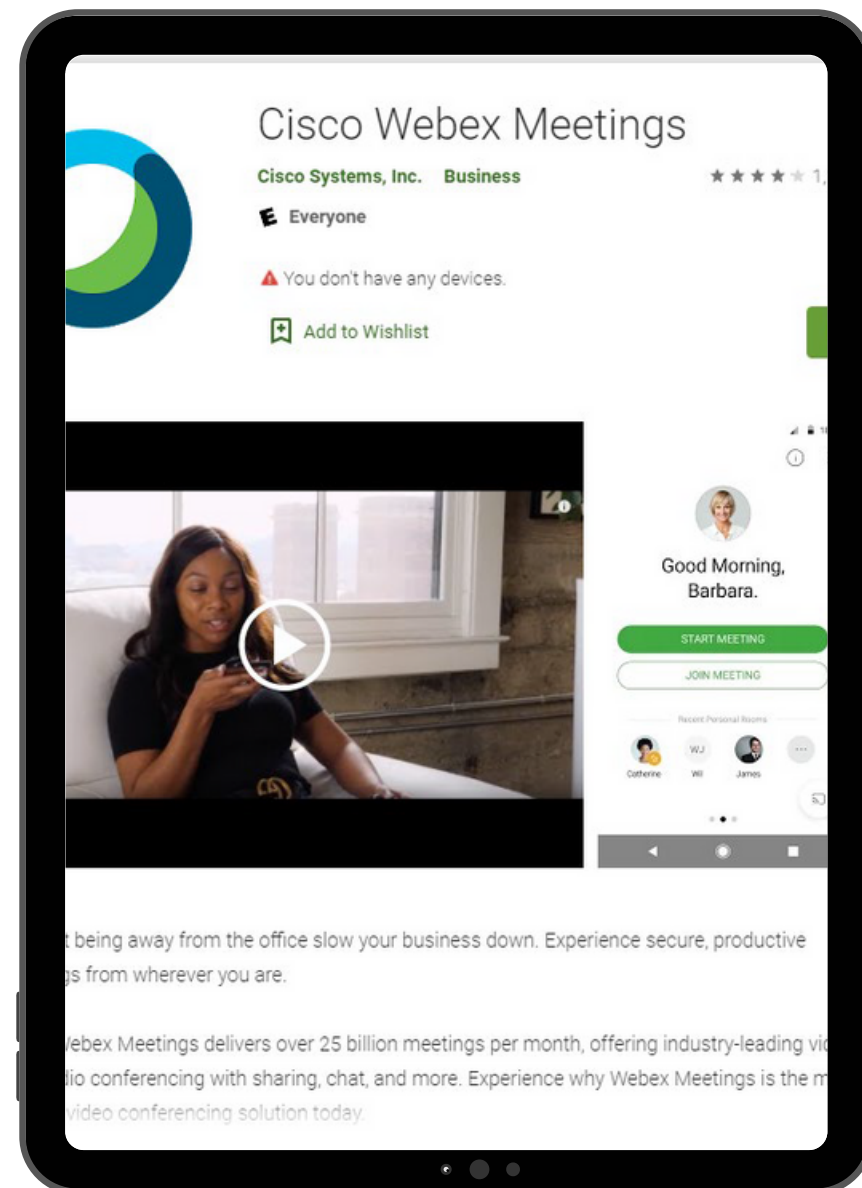 Cisco Webex Meetings
Cisco Systems, Inc. Business
1,
E Everyone
You don't have any devices.
Add to Wishlist
Good Morning,
Barbara.
START MEETING
JOIN MEETING
Recent Personal Rooms
WJ
Catherine Will James
t being away from the office slow your business down. Experience secure, productive
gs from wherever you are.
Webex Meetings delivers over 25 billion meetings per month, offering industry-leading vid
dio conferencing with sharing, chat, and more. Experience why Webex Meetings is the m
video conferencing solution today.